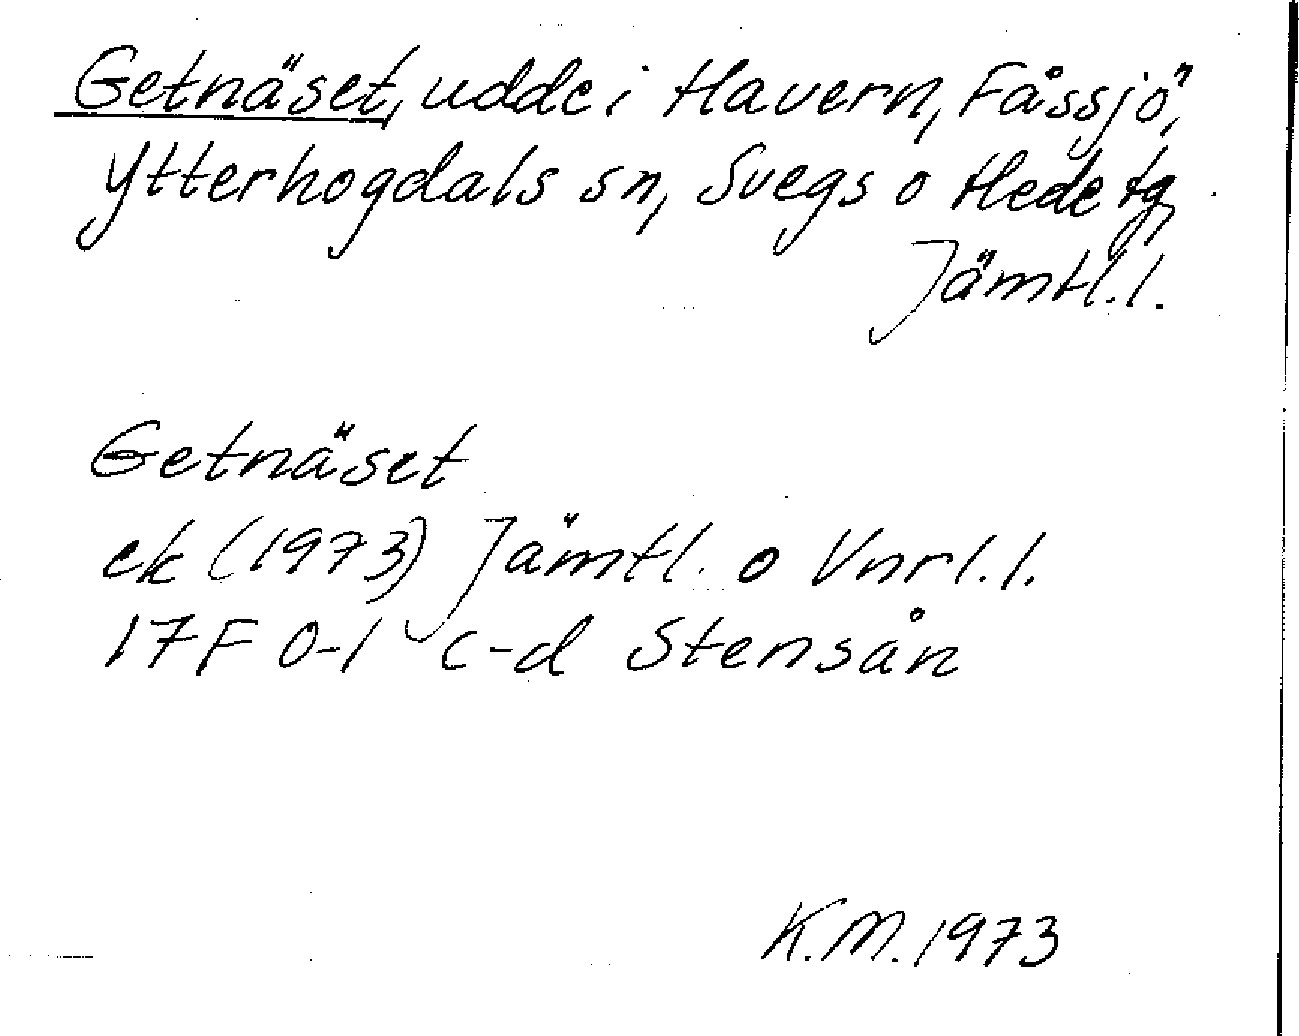 Getnäset, udde i Havern, Fåssjö,
Ytterhogdals sn, Svegs o Hede tg,
Jämtl. l.
Getnäset
ek (1973) Jämtl. o Vnrl. l.
17F 0-1 c-d Stensån
K.M. 1973